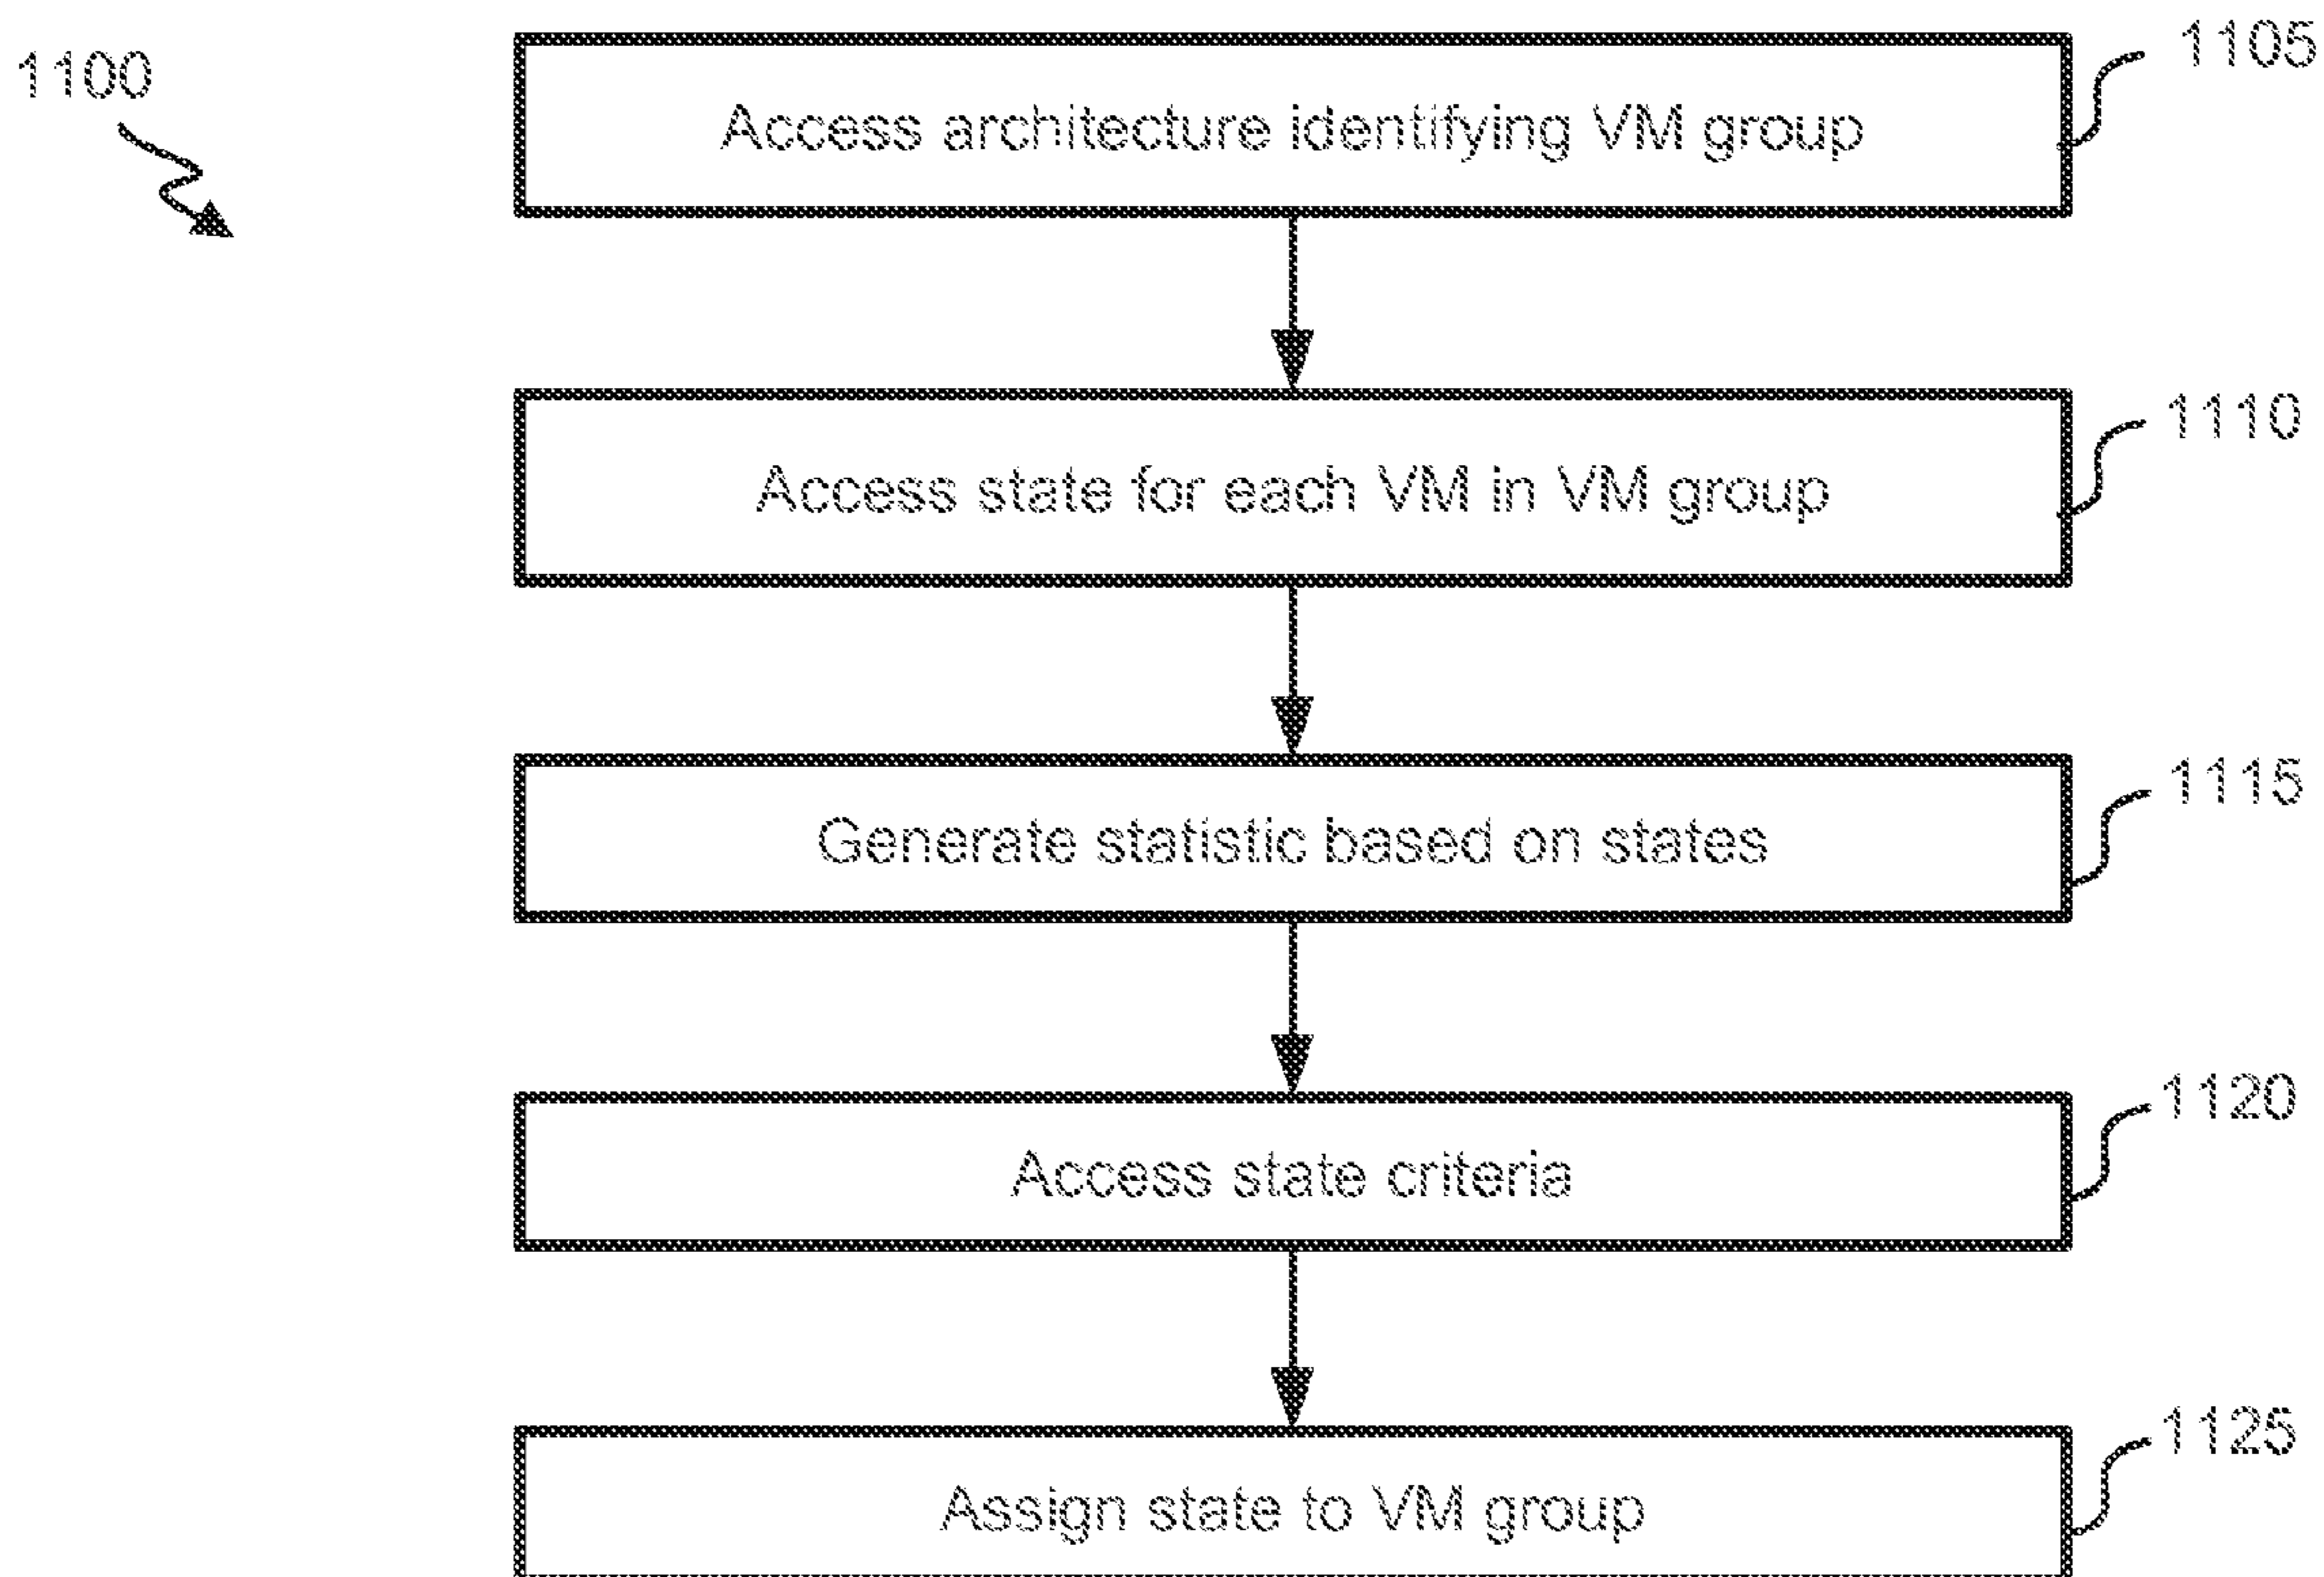 1100
1105
Access architecture identifying VM group
1110
Access state for each VM in VM group
1115
Generate statistic based on states
1120
Access state criteria
1125
Assign state to VM group